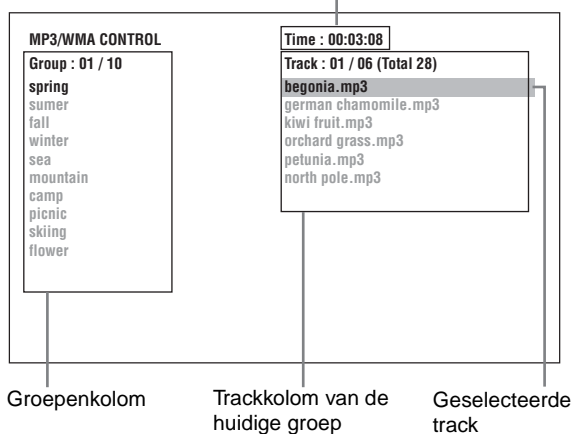 MP3/WMA CONTROL
Time : 00:03:08
Group : 01 / 10
spring
sumer
fall
winter
sea
mountain
camp
picnic
skiing
flower
Track : 01 / 06 (Total 28)
begonia.mp3
german chamomile.mp3
kiwi fruit.mp3
orchard grass.mp3
petunia.mp3
north pole.mp3
Groepenkolom
Trackkolom van de
huidige groep
Geselecteerde
track